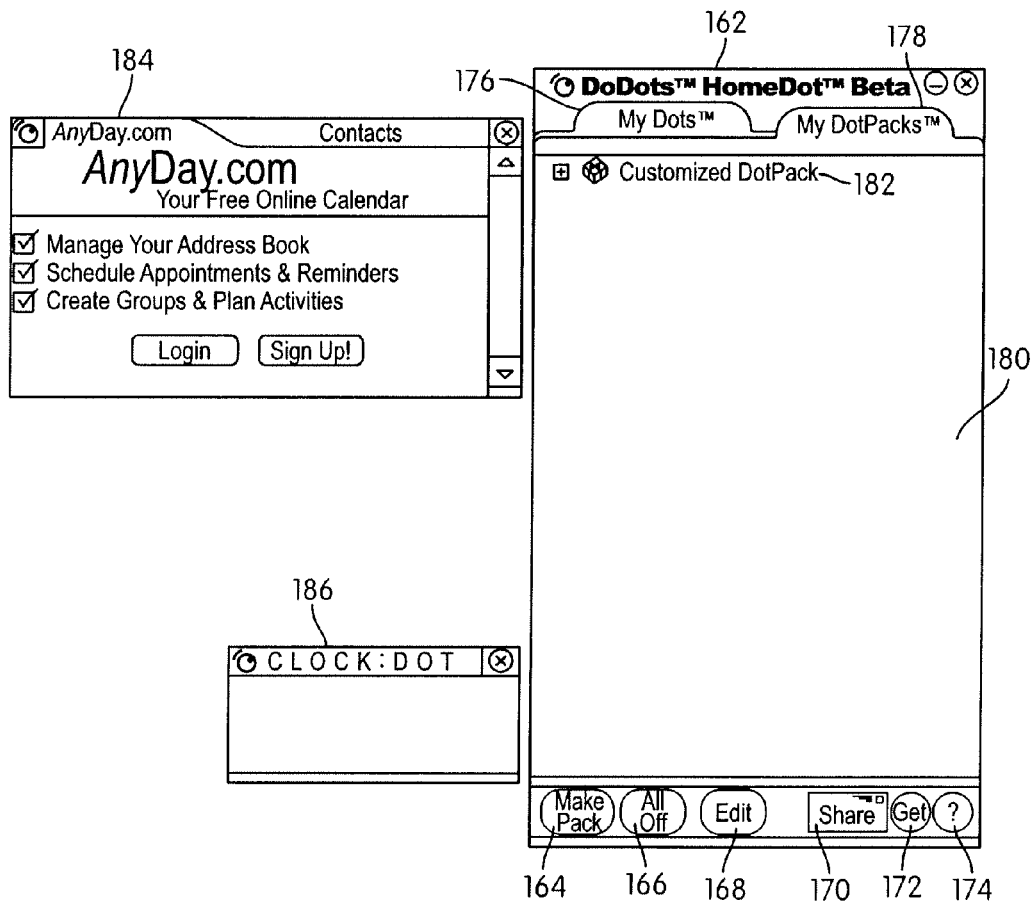 184
AnyDay.com Contacts
AnyDay.com
Your Free Online Calendar
Manage Your Address Book
Schedule Appointments & Reminders
Create Groups & Plan Activities
Login Sign Up!
186
CLOCK:DOT
162
176
178
DoDots™ HomeDot™ Beta
My Dots™ My DotPacks™
Customized DotPack
182
180
Make Pack
All Off
Edit
Share
Get
?
164 166 168 170 172 174